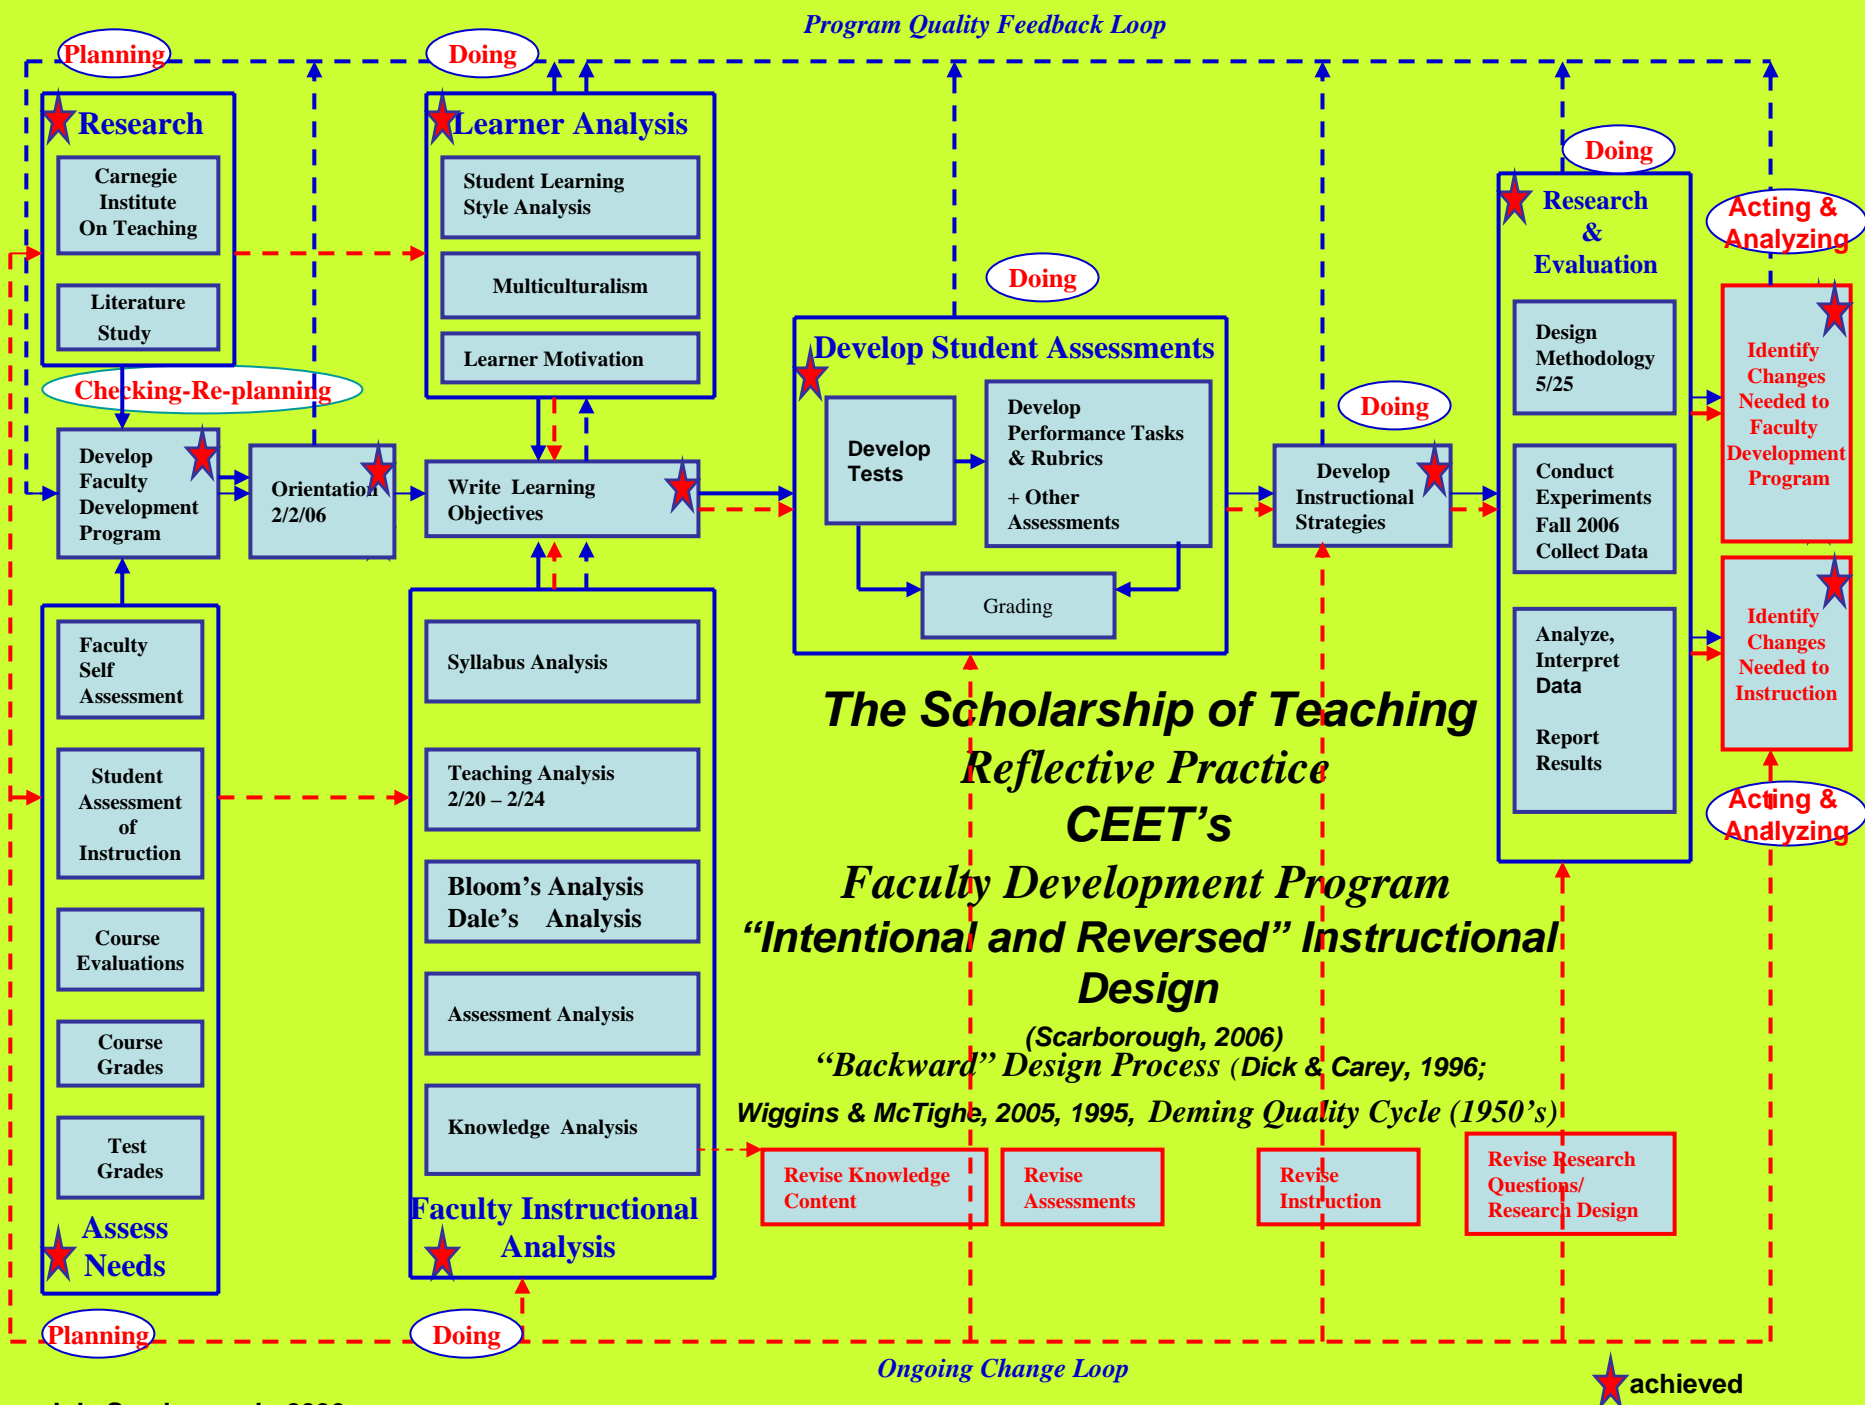 Program Quality Feedback Loop
Planning
Doing
Research
Carnegie
Institute
On Teaching
Literature
Study
Learner Analysis
Student Learning
Style Analysis
Multiculturalism
Learner Motivation
Doing
Research
&
Evaluation
Design
Methodology
5/25
Conduct
Experiments
Fall 2006
Collect Data
Analyze,
Interpret
Data
Report
Results
Acting &
Analyzing
Identify
Changes
Needed to
Faculty
Development
Program
Identify
Changes
Needed to
Instruction
Acting &
Analyzing
Doing
Develop Student Assessments
Develop
Tests
Develop
Performance Tasks
& Rubrics
+ Other
Assessments
Grading
Doing
Develop
Instructional
Strategies
Checking-Re-planning
Develop
Faculty
Development
Program
Orientation
2/2/06
Write Learning
Objectives
Faculty
Self
Assessment
Student
Assessment
of
Instruction
Course
Evaluations
Course
Grades
Test
Grades
Assess
Needs
Syllabus Analysis
Teaching Analysis
2/20 – 2/24
Bloom’s Analysis
Dale’s Analysis
Assessment Analysis
Knowledge Analysis
Faculty Instructional
Analysis
The Scholarship of Teaching
Reflective Practice
CEET’s
Faculty Development Program
“Intentional and Reversed” Instructional
Design
(Scarborough, 2006)
“Backward” Design Process (Dick & Carey, 1996;
Wiggins & McTighe, 2005, 1995, Deming Quality Cycle (1950’s)
Revise Knowledge
Content
Revise
Assessments
Revise
Instruction
Revise Research
Questions/
Research Design
Planning
Doing
Ongoing Change Loop
achieved